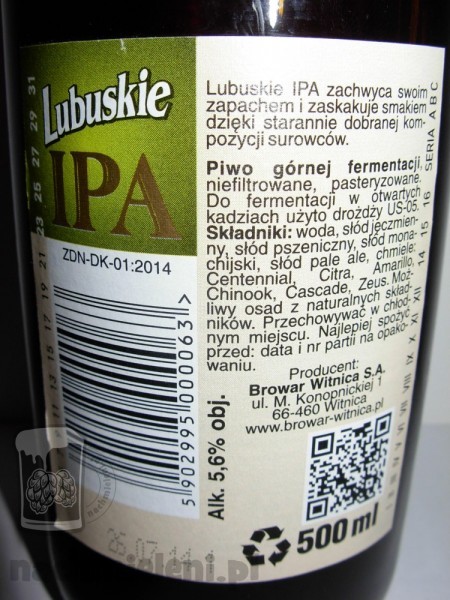 Lubuskie
IPA
ZDN-DK-01:2014
5 902995 000063 >
Lubuskie IPA zachwyca swoim
zapachem i zaskakuje smakiem
dzięki starannie dobranej kom-
pozycji surowców.
Piwo górnej fermentacji,
niefiltrowane, pasteryzowane.
Do fermentacji w otwartych
kadziach użyto drożdży US-05.
Składniki: woda, słód jęczmien-
ny, słód pszeniczny, słód mona-
chijski, słód pale ale, chmiele:
Centennial, Citra, Amarillo,
Chinook, Cascade, Zeus. Moż-
liwy osad z naturalnych skład-
ników. Przechowywać w chłod-
nym miejscu. Najlepiej spożyć
przed: data i nr partii na opako-
waniu.
Producent:
Browar Witnica S.A.
ul. M. Konopnickiej 1
66-460 Witnica
www.browar-witnica.pl
Alk. 5,6% obj.
500 ml
SERIA ABC
26.07.14